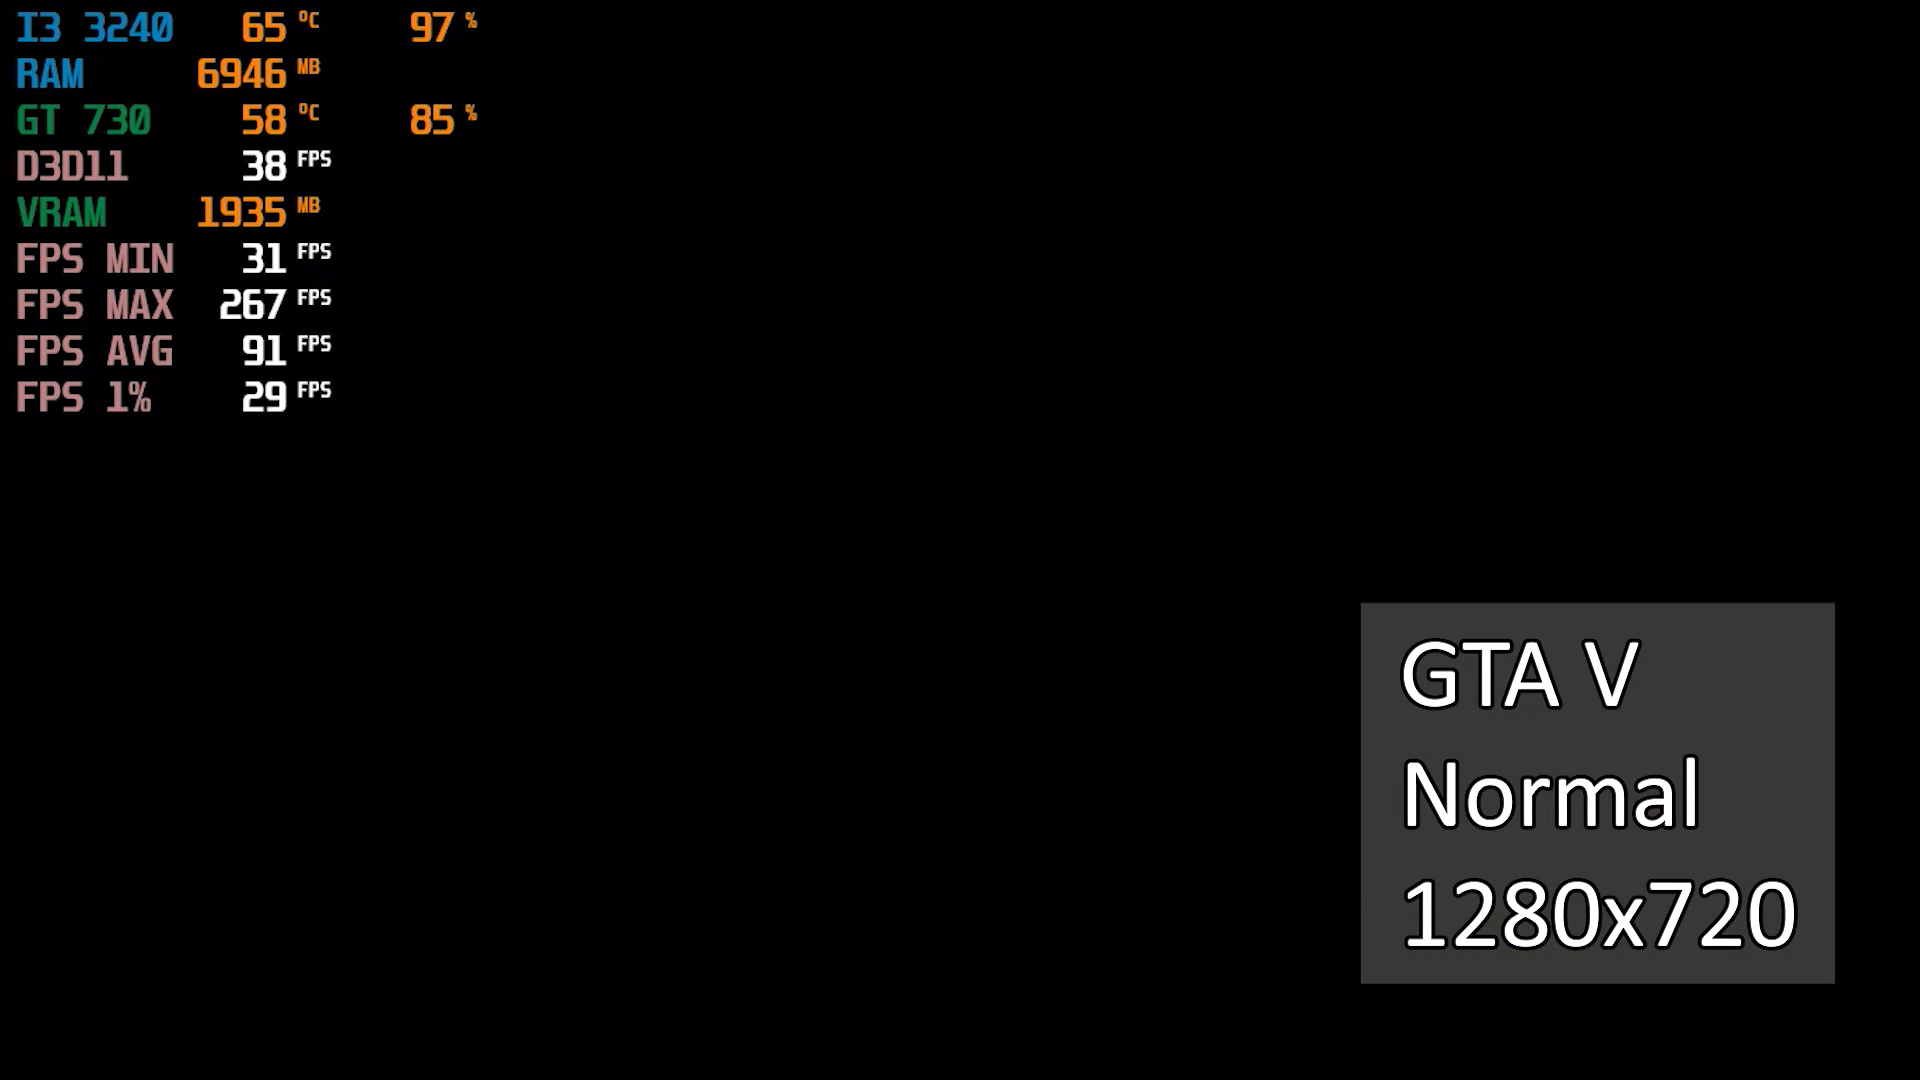 I3 3240 65 °C 97 %
RAM 6946 MB
GT 730 58 °C 85 %
D3D11 38 FPS
VRAM 1935 MB
FPS MIN 31 FPS
FPS MAX 267 FPS
FPS AVG 91 FPS
FPS 1% 29 FPS
GTA V
Normal
1280x720